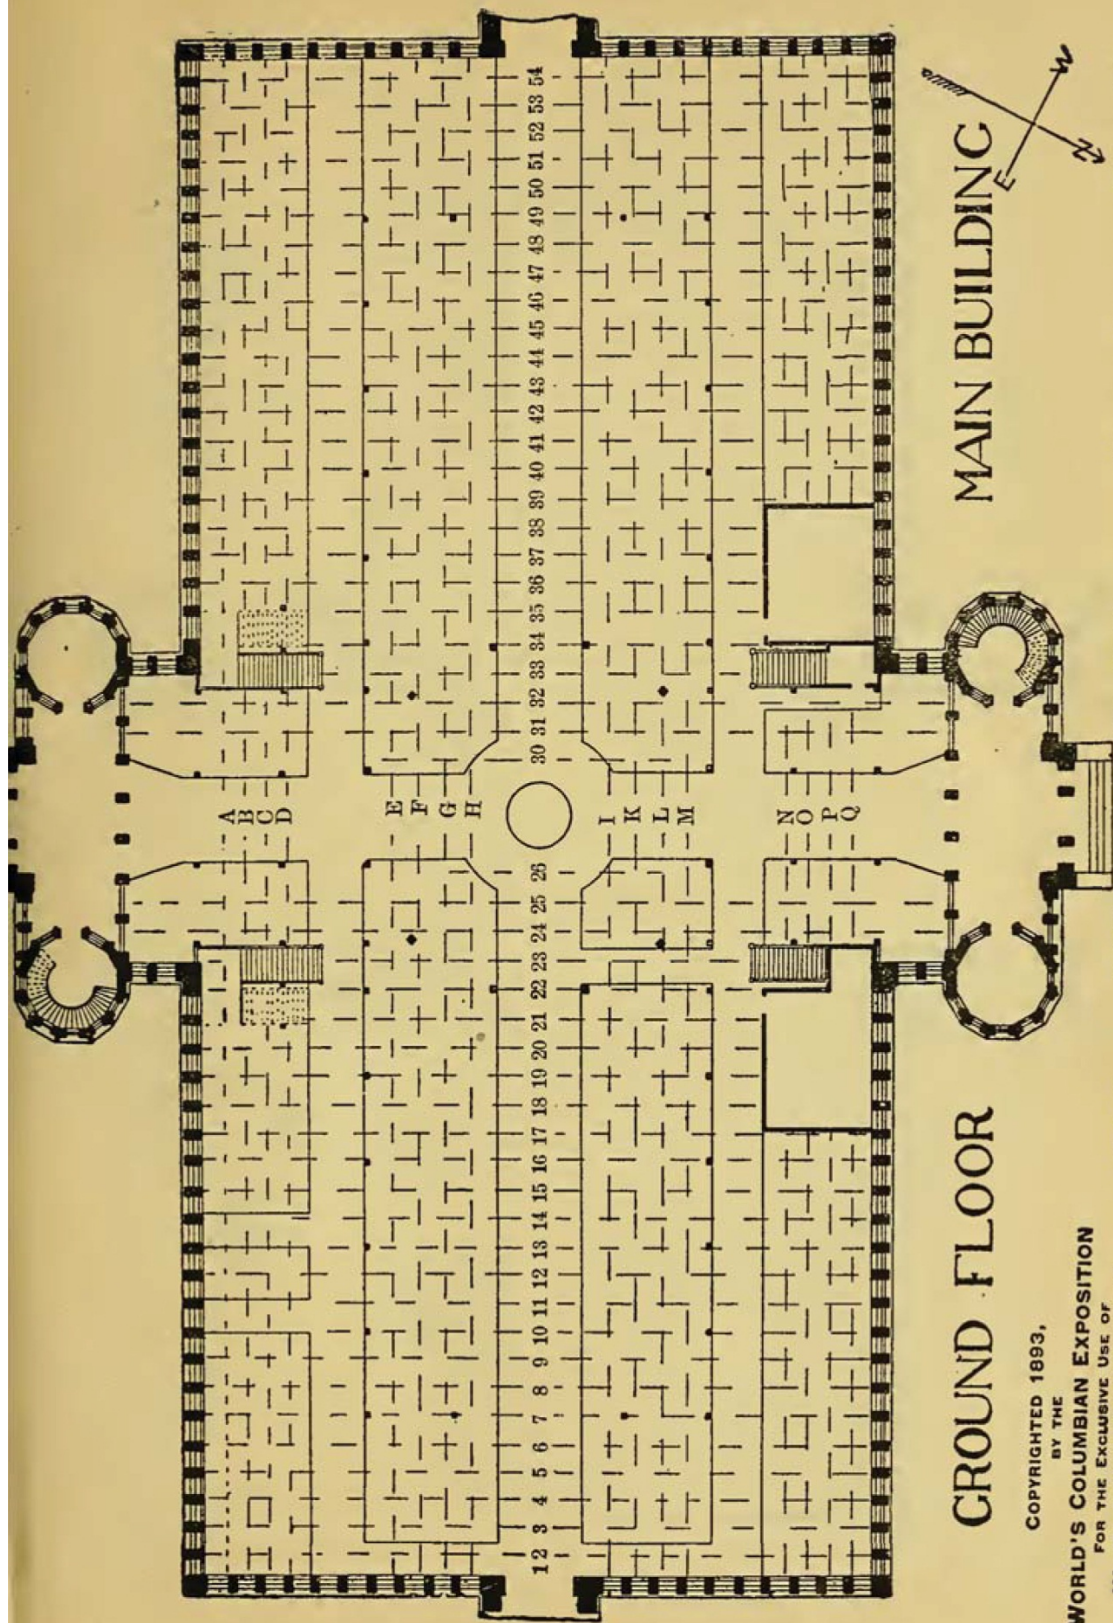 A
B
C
D
E
F
G
H
1 2 3 4 5 6 7 8 9 10 11 12 13 14 15 16 17 18 19 20 21 22 23 24 25 26 30 31 32 33 34 35 36 37 38 39 40 41 42 43 44 45 46 47 48 49 50 51 52 53 54
I
K
L
M
N
O
P
Q
GROUND FLOOR MAIN BUILDING
E W
N
COPYRIGHTED 1893,
BY THE
WORLD'S COLUMBIAN EXPOSITION
FOR THE EXCLUSIVE USE OF